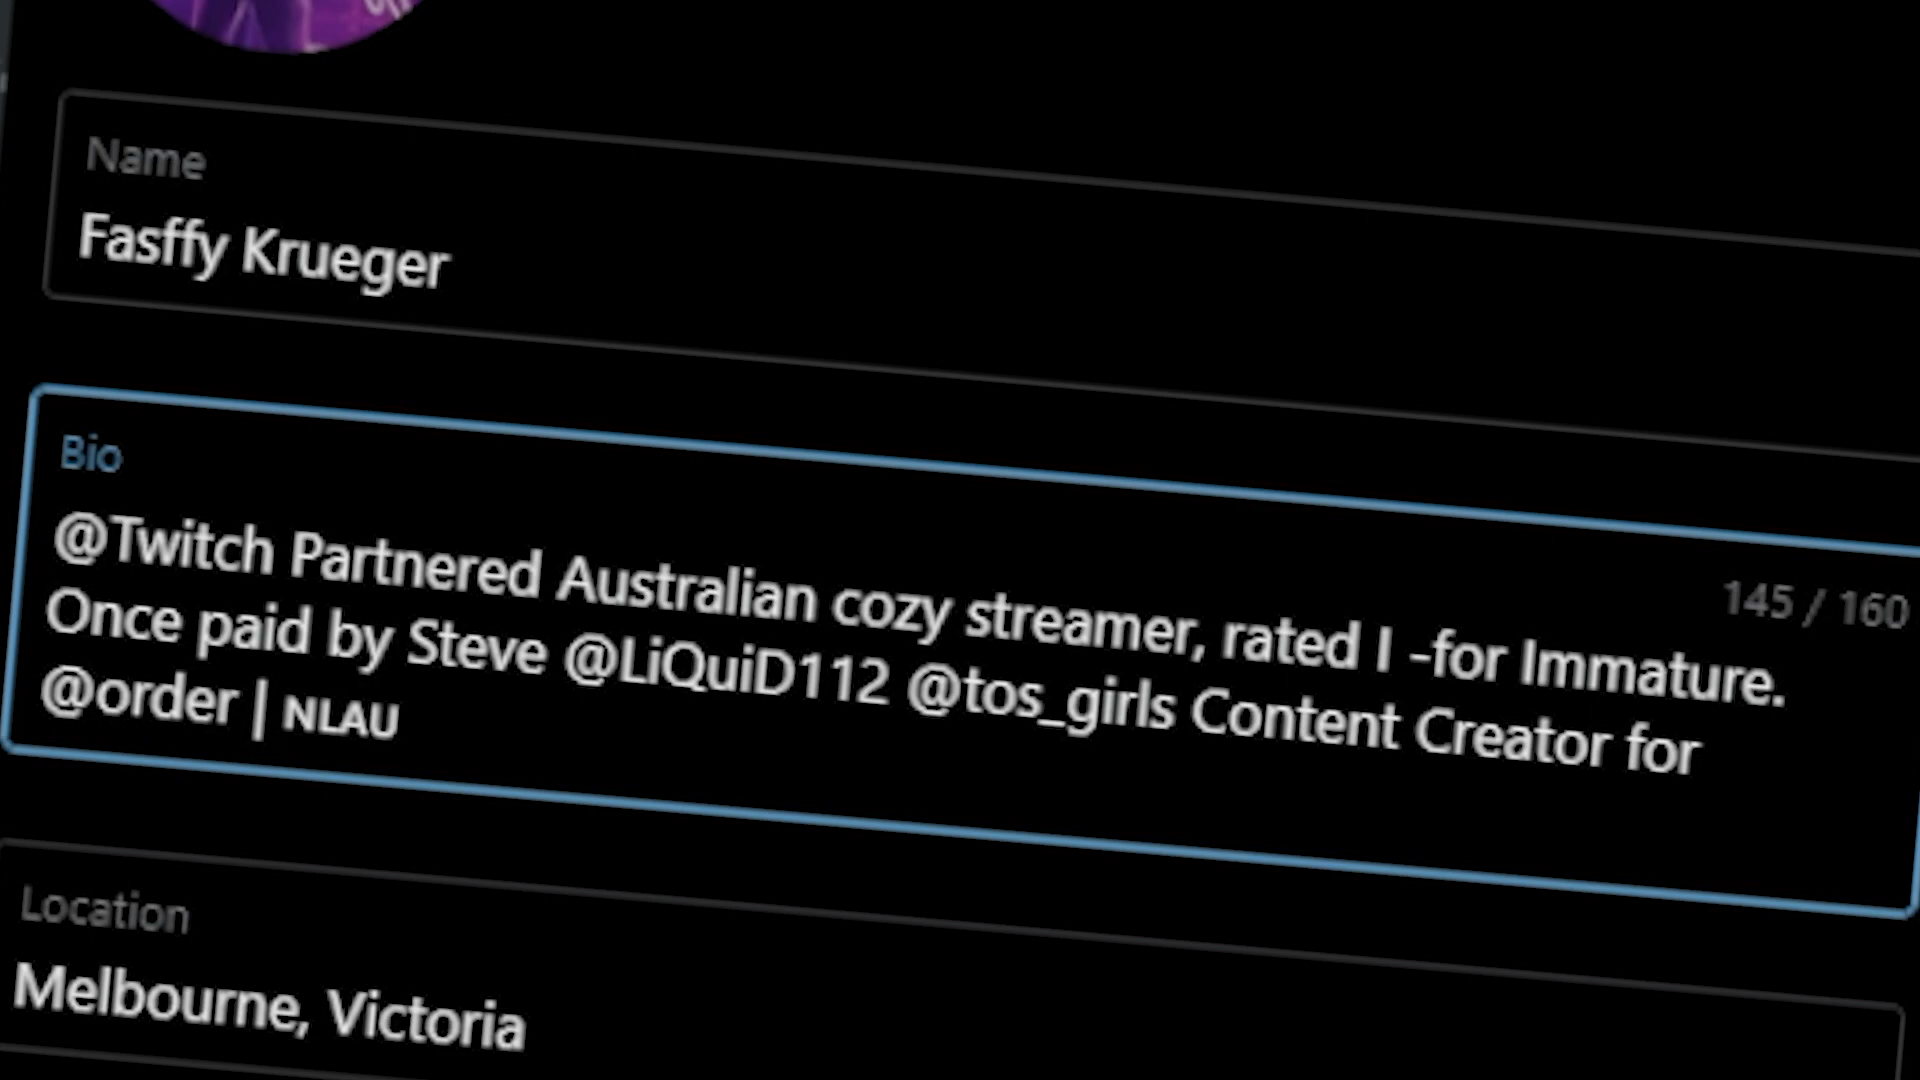 Name
Fasffy Krueger
Bio
145 / 160
@Twitch Partnered Australian cozy streamer, rated I -for Immature.
Once paid by Steve @LiQuiD112 @tos_girls Content Creator for
@order | ɴʟᴀᴜ
Location
Melbourne, Victoria